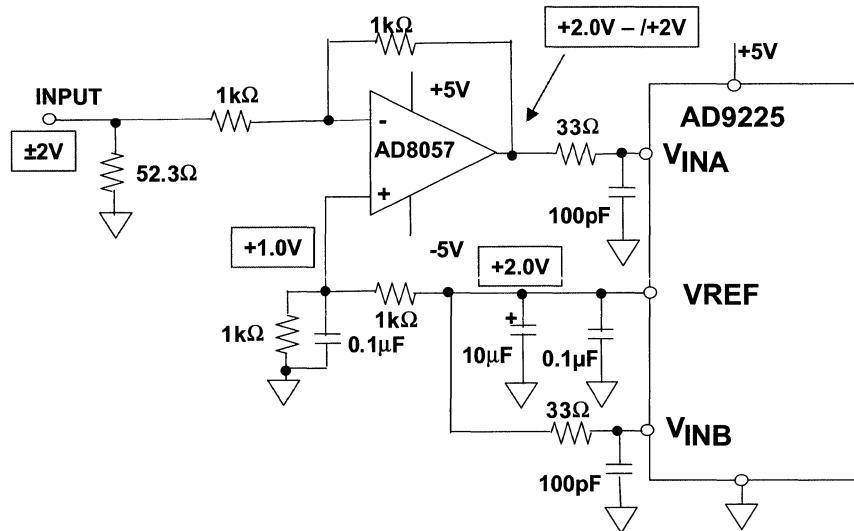 1kΩ
+2.0V – /+2V
+5V
INPUT
1kΩ
+5V
AD9225
-
33Ω
±2V
AD8057
VINA
52.3Ω
+
100pF
+1.0V
-5V
+2.0V
VREF
1kΩ
1kΩ
0.1µF
+
10µF
0.1µF
33Ω
VINB
100pF